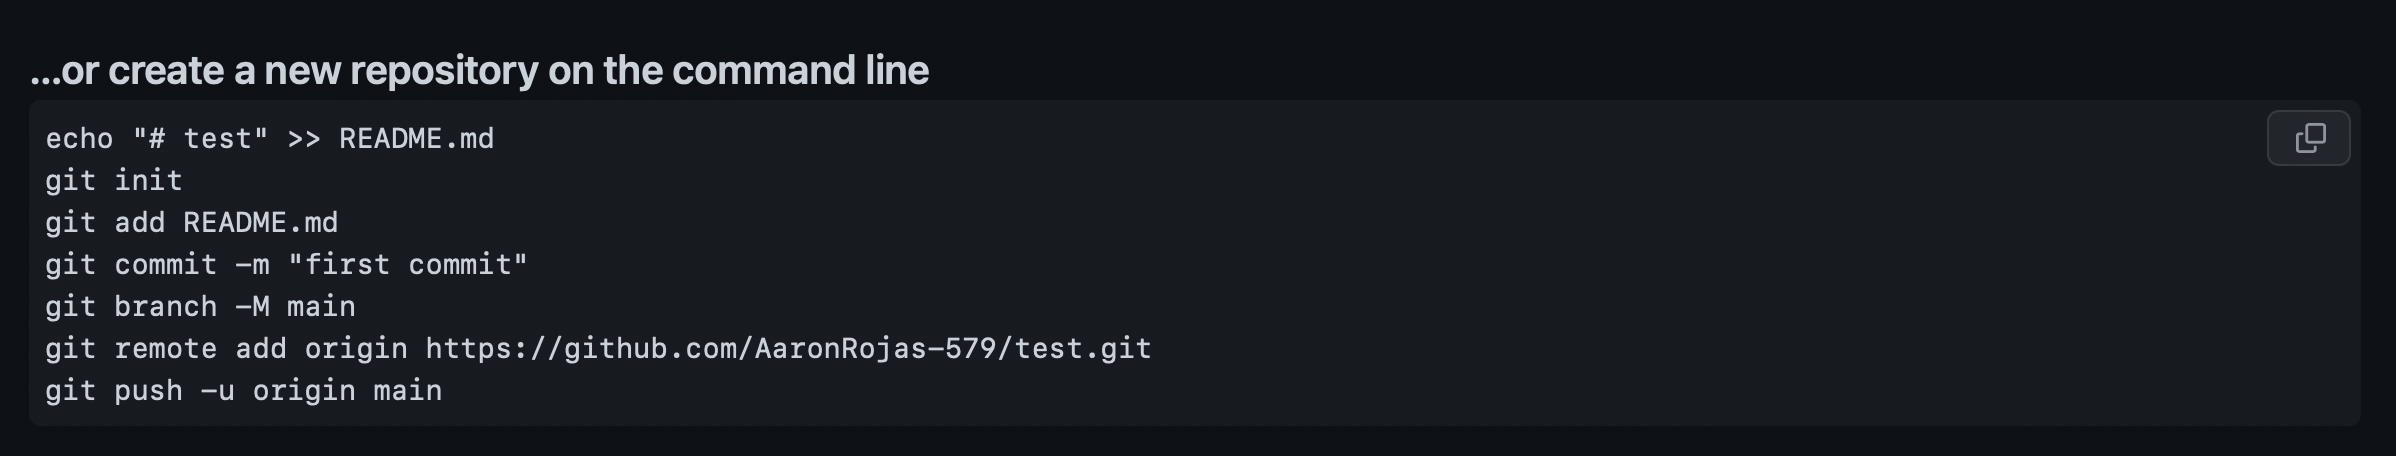 ...or create a new repository on the command line
echo "# test" >> README.md
git init
git add README.md
git commit -m "first commit"
git branch -M main
git remote add origin https://github.com/AaronRojas-579/test.git
git push -u origin main